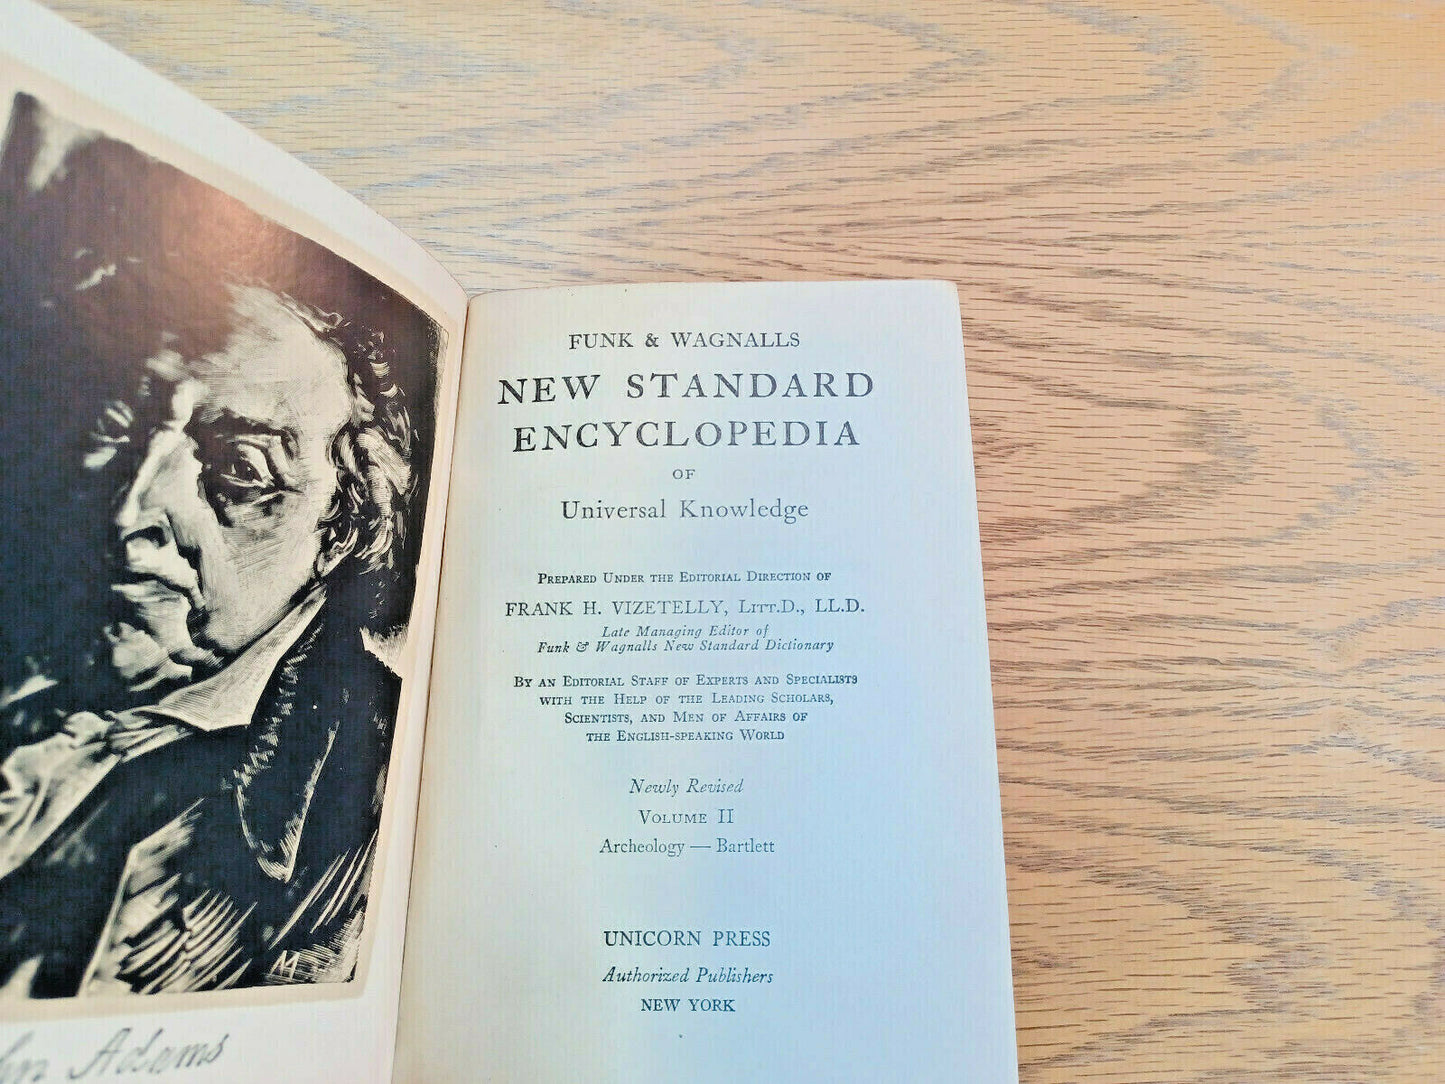 FUNK & WAGNALLS
NEW STANDARD
ENCYCLOPEDIA
OF
Universal Knowledge
PREPARED UNDER THE EDITORIAL DIRECTION OF
FRANK H. VIZETELLY, LITT.D., LL.D.
Late Managing Editor of
Funk & Wagnalls New Standard Dictionary
BY AN EDITORIAL STAFF OF EXPERTS AND SPECIALISTS
WITH THE HELP OF THE LEADING SCHOLARS,
SCIENTISTS, AND MEN OF AFFAIRS OF
THE ENGLISH-SPEAKING WORLD
Newly Revised
VOLUME II
Archeology — Bartlett
UNICORN PRESS
Authorized Publishers
NEW YORK
M
Adams